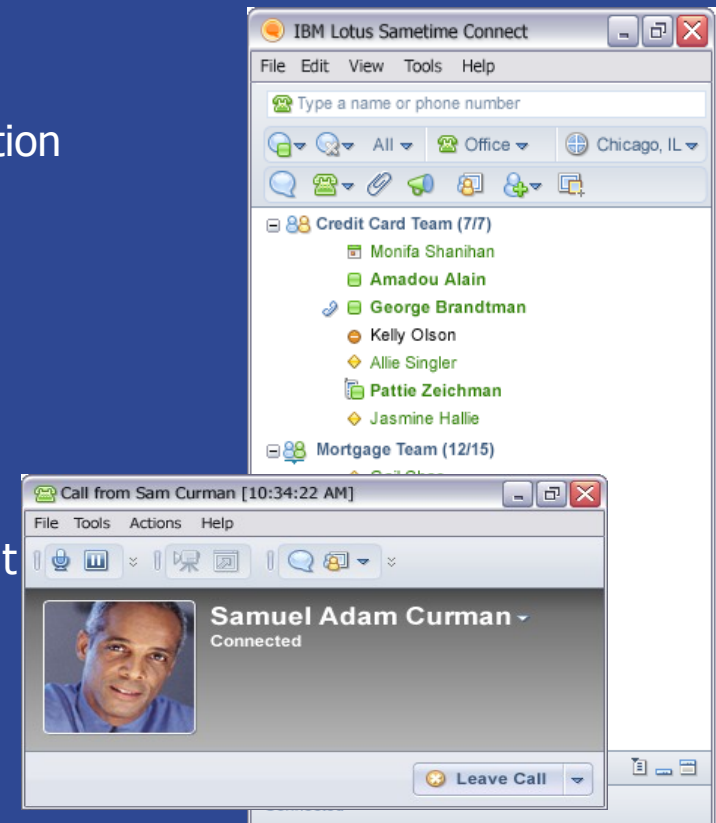 IBM Lotus Sametime Connect
File Edit View Tools Help
Type a name or phone number
All Office Chicago, IL
Credit Card Team (7/7)
Monifa Shanihan
Amadou Alain
George Brandtman
Kelly Olson
Allie Singler
Pattie Zeichman
Jasmine Hallie
Mortgage Team (12/15)
Call from Sam Curman [10:34:22 AM]
File Tools Actions Help
Samuel Adam Curman
Connected
Leave Call